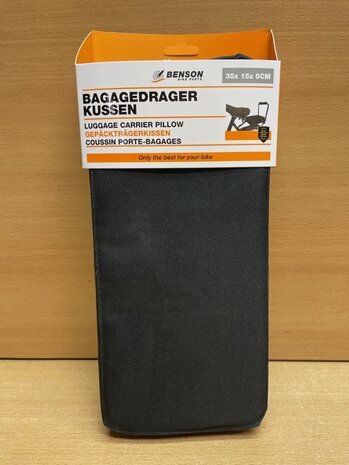 BENSON
BIKE PARTS
35x 15x 5CM
BAGAGEDRAGER
KUSSEN
LUGGAGE CARRIER PILLOW
GEPÄCKTRÄGERKISSEN
COUSSIN PORTE-BAGAGES
Only the best for your bike